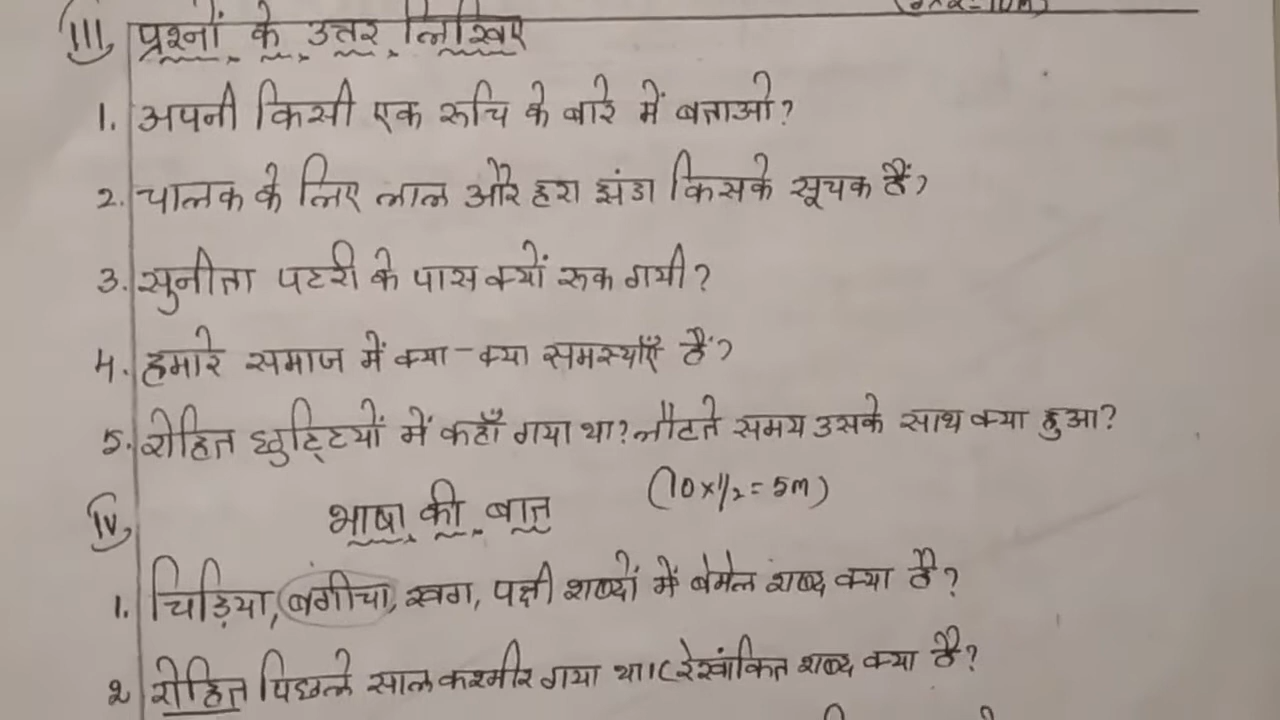 III, प्रश्नों के उत्तर लिखिए
1. अपनी किसी एक रुचि के बारे में बताओ?
2. चालक के लिए लाल और हरा झंडा किसके सूचक हैं?
3. सुनीता पटरी के पास क्यों रुक गयी?
4. हमारे समाज में क्या-क्या समस्याएँ हैं?
5. रोहित छुट्टियों में कहाँ गया था? लौटते समय उसके साथ क्या हुआ?
IV, भाषा की बात (10x1/2=5m)
1. चिड़िया, बगीचा, खग, पक्षी शब्दों में बेमेल शब्द क्या है?
2 रोहित पिछले साल कश्मीर गया था।(रेखांकित शब्द क्या है?